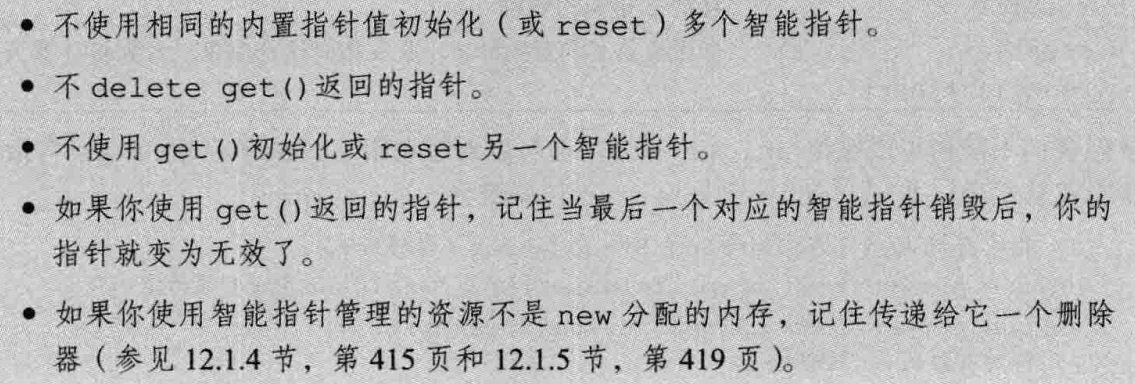 ● 不使用相同的内置指针值初始化（或 reset）多个智能指针。
● 不 delete get()返回的指针。
● 不使用 get()初始化或 reset 另一个智能指针。
● 如果你使用 get()返回的指针，记住当最后一个对应的智能指针销毁后，你的
指针就变为无效了。
● 如果你使用智能指针管理的资源不是 new 分配的内存，记住传递给它一个删除
器（参见 12.1.4 节，第 415 页和 12.1.5 节，第 419 页）。